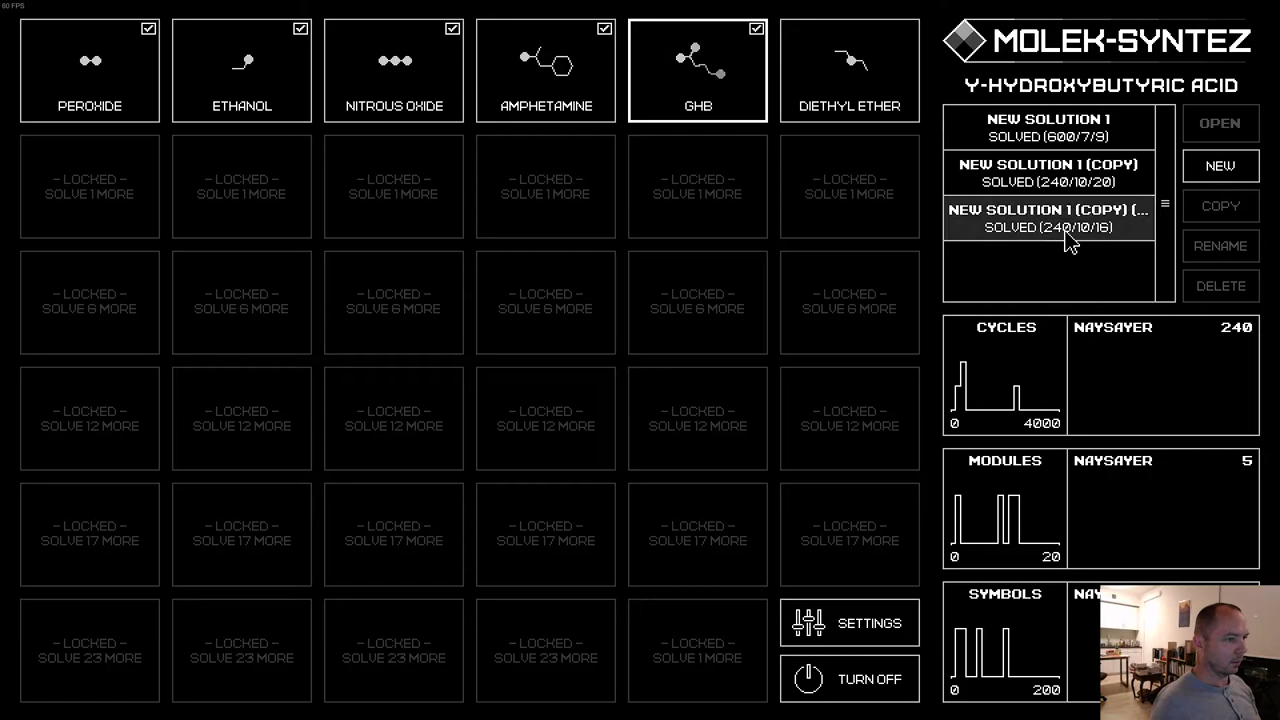 60 FPS
PEROXIDE
ETHANOL
NITROUS OXIDE
AMPHETAMINE
GHB
DIETHYL ETHER
- LOCKED -
SOLVE 1 MORE
- LOCKED -
SOLVE 1 MORE
- LOCKED -
SOLVE 1 MORE
- LOCKED -
SOLVE 1 MORE
- LOCKED -
SOLVE 1 MORE
- LOCKED -
SOLVE 1 MORE
- LOCKED -
SOLVE 6 MORE
- LOCKED -
SOLVE 6 MORE
- LOCKED -
SOLVE 6 MORE
- LOCKED -
SOLVE 6 MORE
- LOCKED -
SOLVE 6 MORE
- LOCKED -
SOLVE 6 MORE
- LOCKED -
SOLVE 12 MORE
- LOCKED -
SOLVE 12 MORE
- LOCKED -
SOLVE 12 MORE
- LOCKED -
SOLVE 12 MORE
- LOCKED -
SOLVE 12 MORE
- LOCKED -
SOLVE 12 MORE
- LOCKED -
SOLVE 17 MORE
- LOCKED -
SOLVE 17 MORE
- LOCKED -
SOLVE 17 MORE
- LOCKED -
SOLVE 17 MORE
- LOCKED -
SOLVE 17 MORE
- LOCKED -
SOLVE 17 MORE
- LOCKED -
SOLVE 23 MORE
- LOCKED -
SOLVE 23 MORE
- LOCKED -
SOLVE 23 MORE
- LOCKED -
SOLVE 23 MORE
- LOCKED -
SOLVE 1 MORE
SETTINGS
TURN OFF
MOLEK-SYNTEZ
Y-HYDROXYBUTYRIC ACID
NEW SOLUTION 1
SOLVED (600/7/9)
NEW SOLUTION 1 (COPY)
SOLVED (240/10/20)
NEW SOLUTION 1 (COPY) (...
SOLVED (240/10/16)
OPEN
NEW
COPY
RENAME
DELETE
CYCLES
0 4000
NAYSAYER 240
MODULES
0 20
NAYSAYER 5
SYMBOLS
0 200